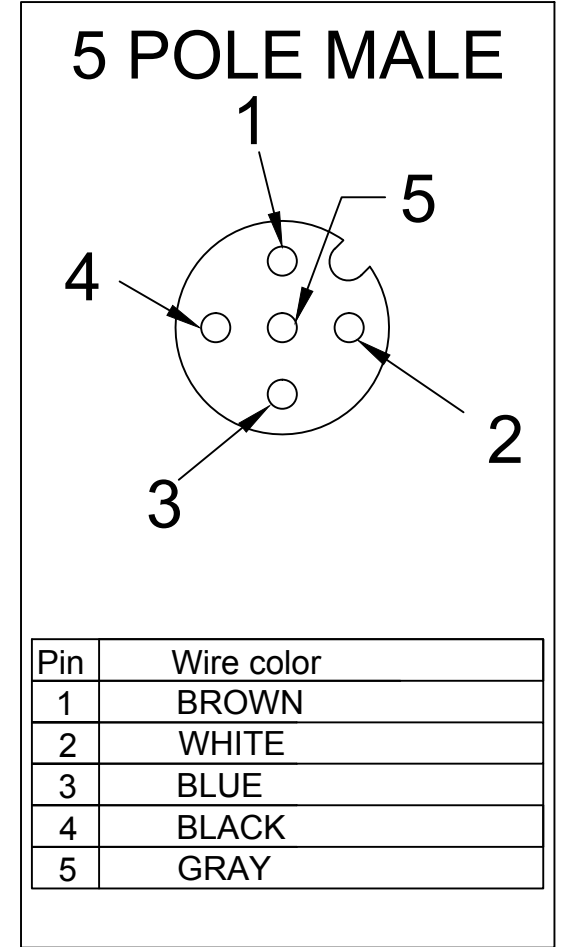 5 POLE MALE
1
5
4
2
3
Pin Wire color
1 BROWN
2 WHITE
3 BLUE
4 BLACK
5 GRAY